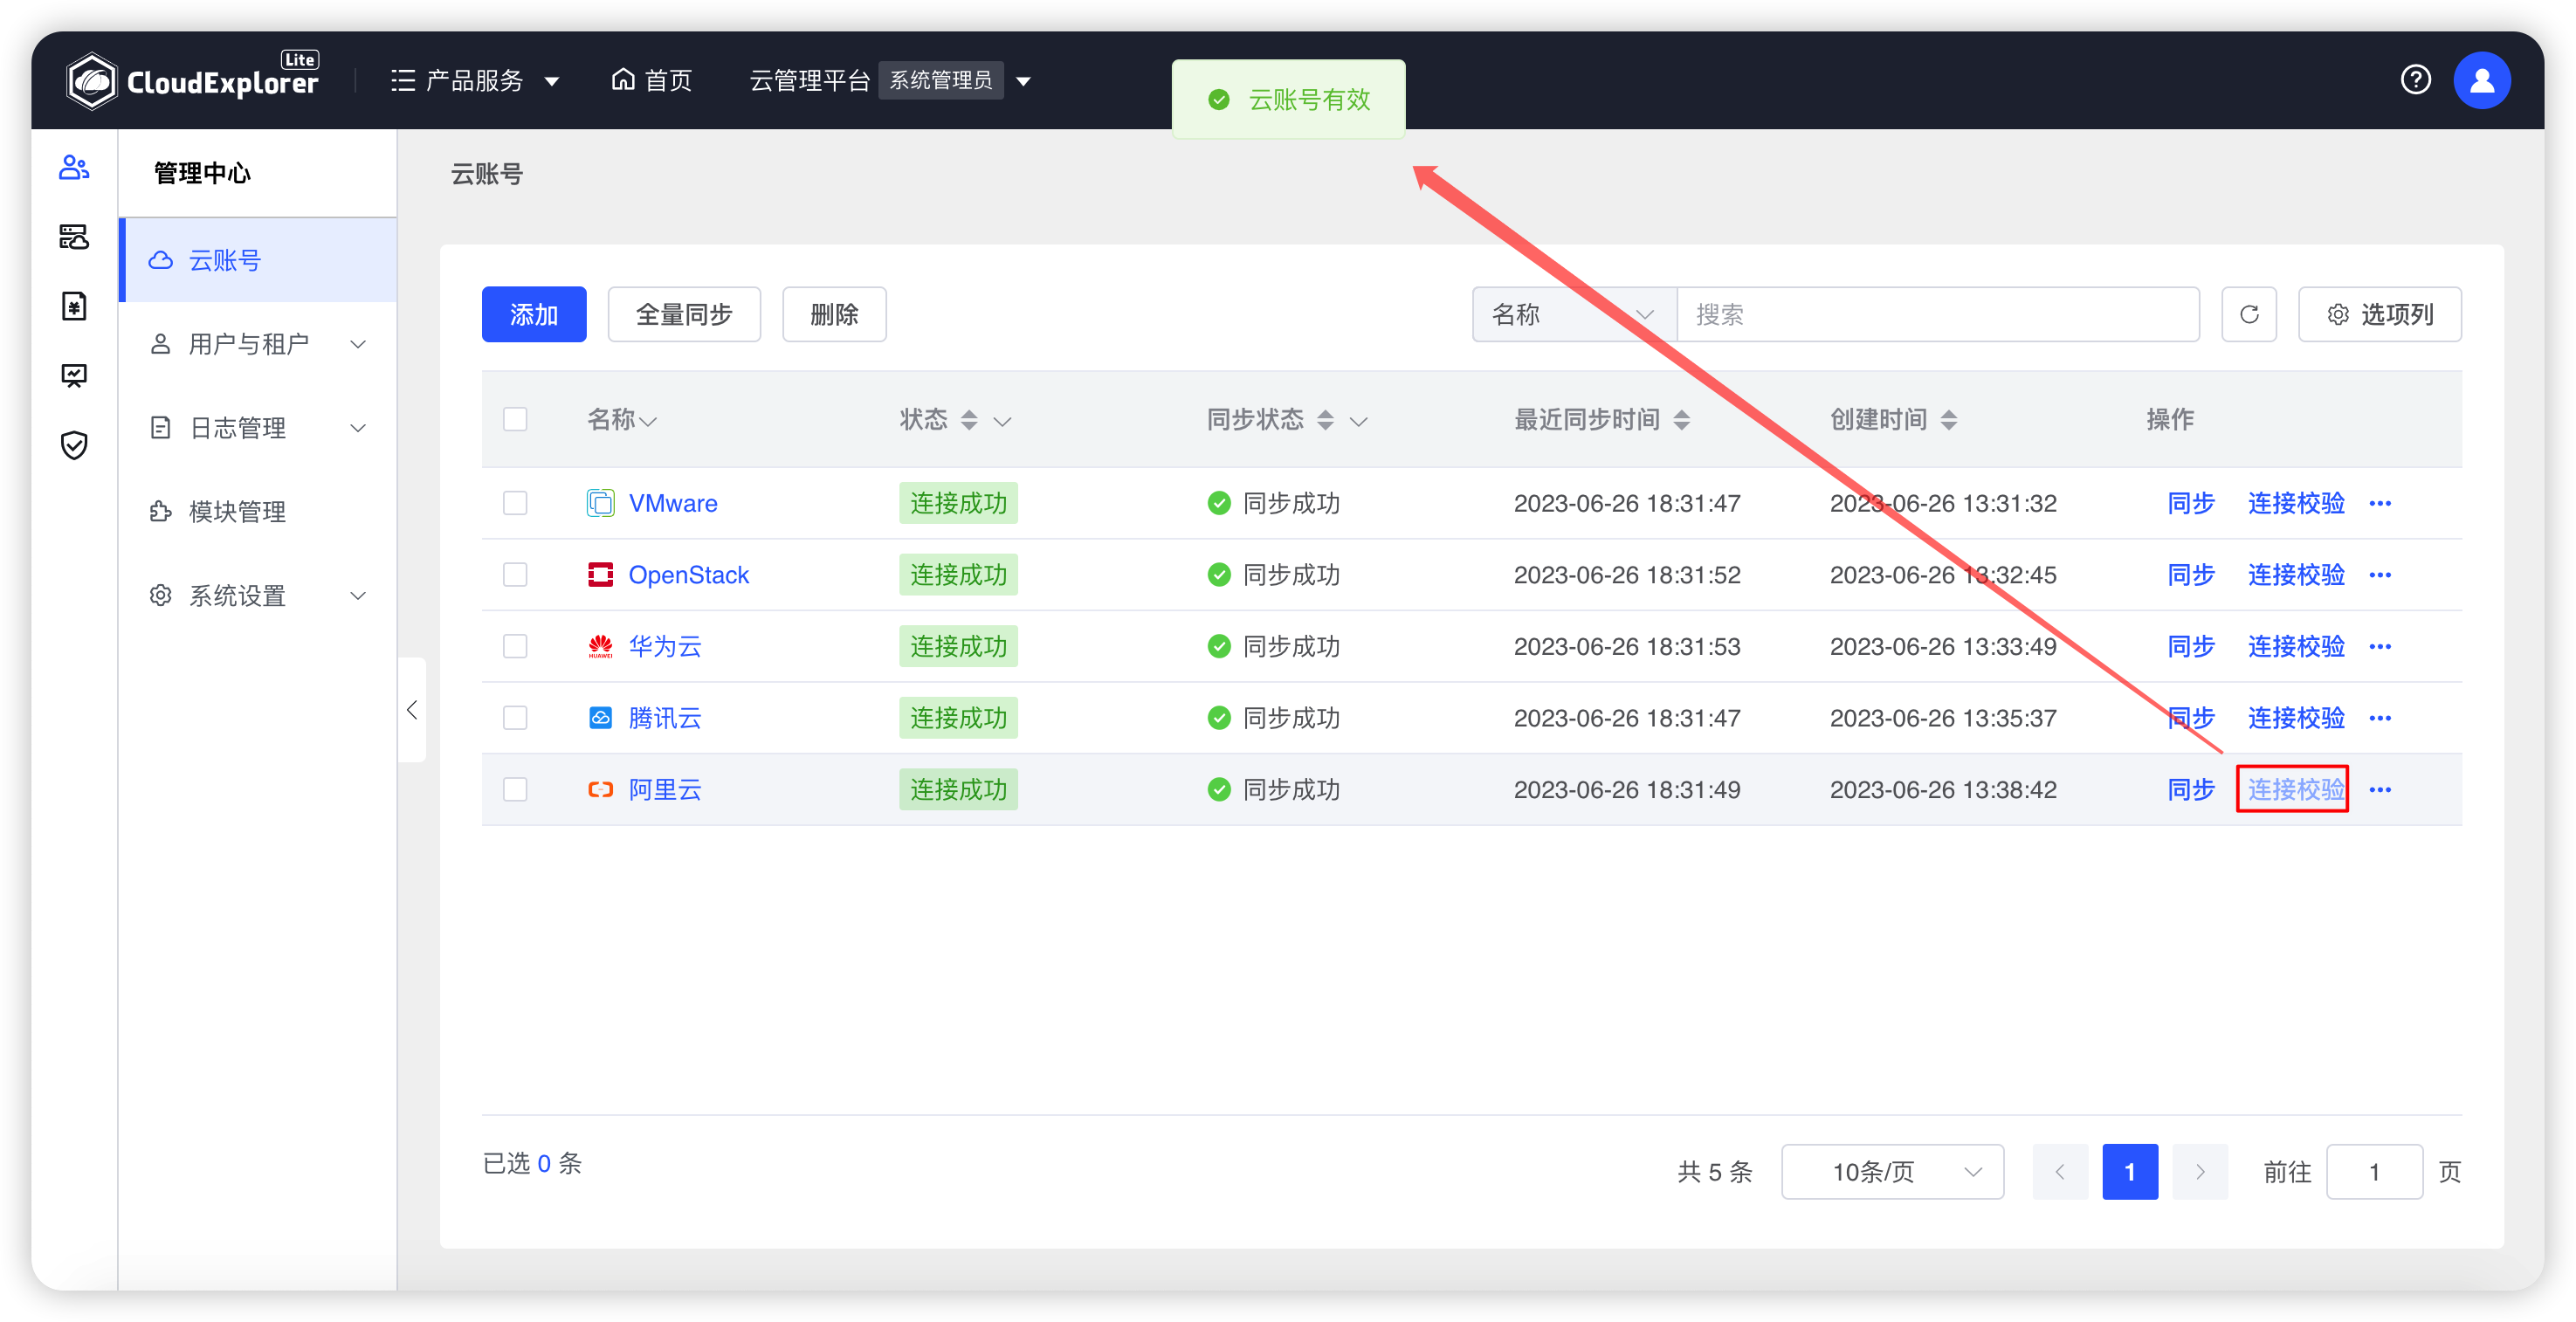 CloudExplorer Lite 产品服务 首页 云管理平台 系统管理员 云账号有效
管理中心
云账号
用户与租户
日志管理
模块管理
系统设置
云账号
添加 全量同步 删除 名称 搜索 选项列
名称 状态 同步状态 最近同步时间 创建时间 操作
VMware 连接成功 同步成功 2023-06-26 18:31:47 2023-06-26 13:31:32 同步 连接校验 •••
OpenStack 连接成功 同步成功 2023-06-26 18:31:52 2023-06-26 13:32:45 同步 连接校验 •••
HUAWEI 华为云 连接成功 同步成功 2023-06-26 18:31:53 2023-06-26 13:33:49 同步 连接校验 •••
腾讯云 连接成功 同步成功 2023-06-26 18:31:47 2023-06-26 13:35:37 同步 连接校验 •••
阿里云 连接成功 同步成功 2023-06-26 18:31:49 2023-06-26 13:38:42 同步 连接校验 •••
已选 0 条 共 5 条 10条/页 1 前往 1 页